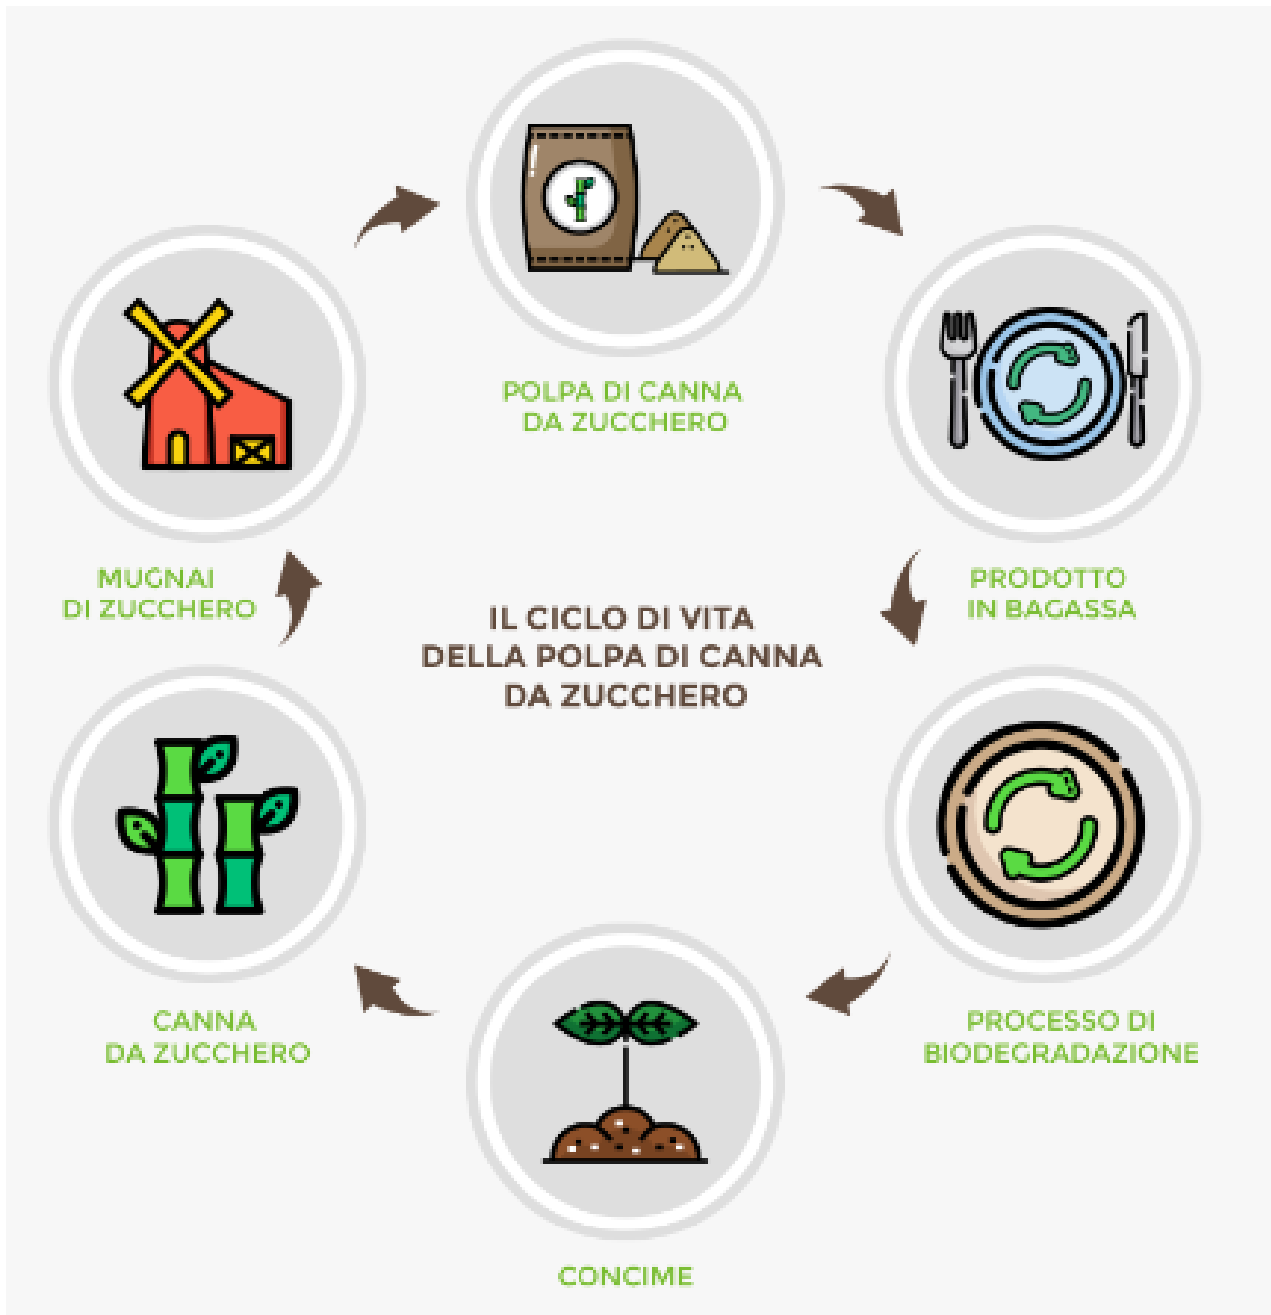 POLPA DI CANNA
DA ZUCCHERO
MUGNAI
DI ZUCCHERO
PRODOTTO
IN BAGASSA
IL CICLO DI VITA
DELLA POLPA DI CANNA
DA ZUCCHERO
CANNA
DA ZUCCHERO
PROCESSO DI
BIODEGRADAZIONE
CONCIME